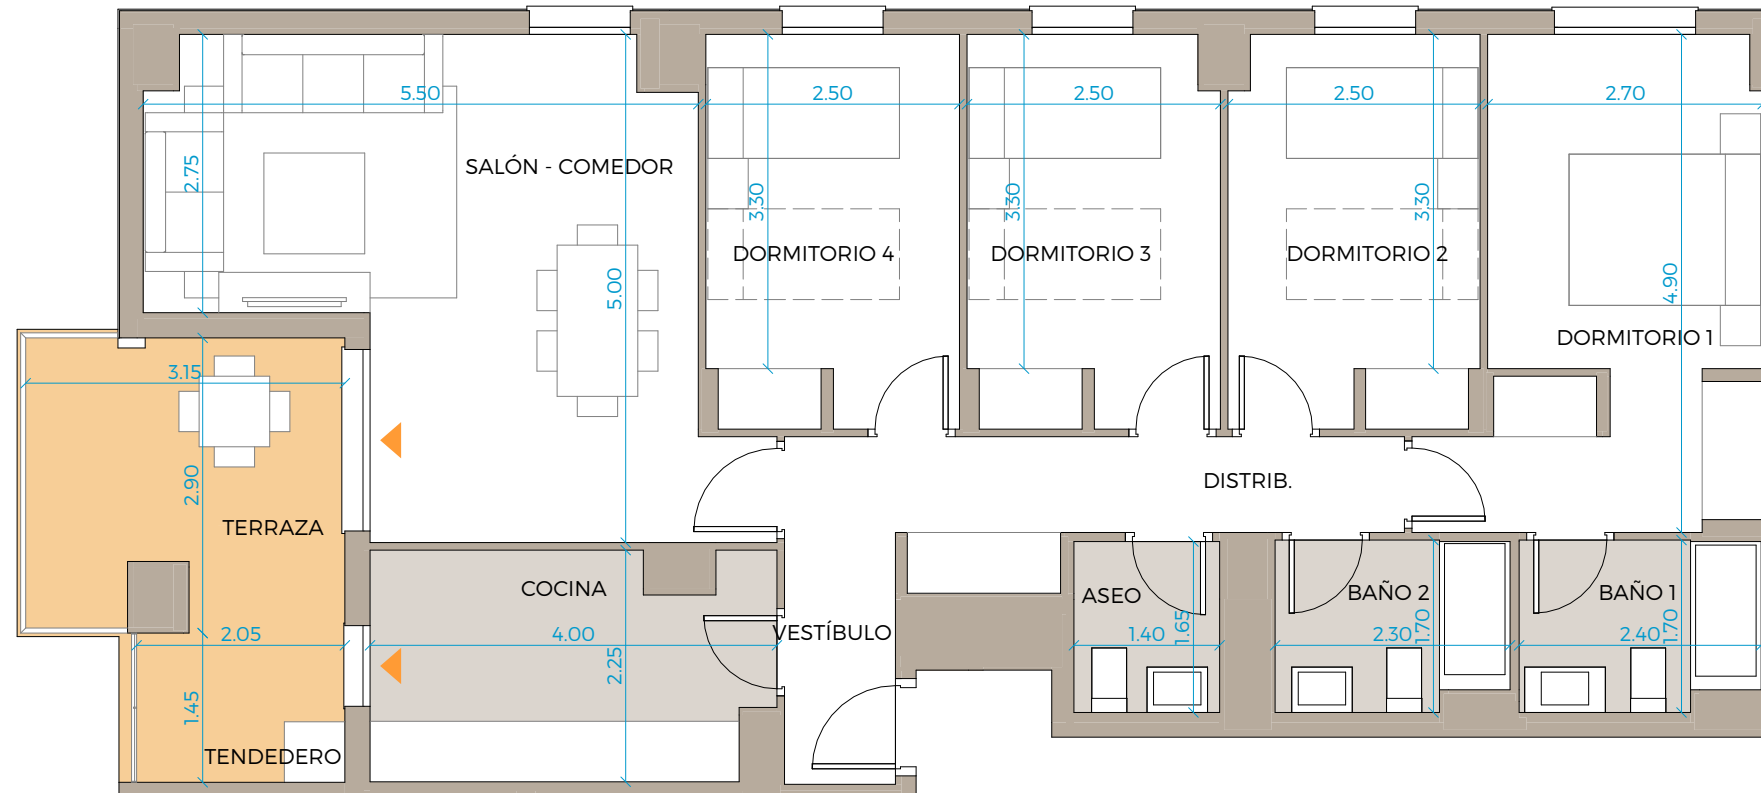 5.50
2.50
2.50
2.50
2.70
SALÓN - COMEDOR
2.75
3.30
3.30
3.30
DORMITORIO 4
DORMITORIO 3
DORMITORIO 2
5.00
4.90
DORMITORIO 1
3.15
2.90
DISTRIB.
TERRAZA
COCINA
ASEO
BAÑO 2
BAÑO 1
2.05
4.00
VESTÍBULO
1.40
1.65
2.30
1.70
2.40
1.70
2.25
1.45
TENDEDERO